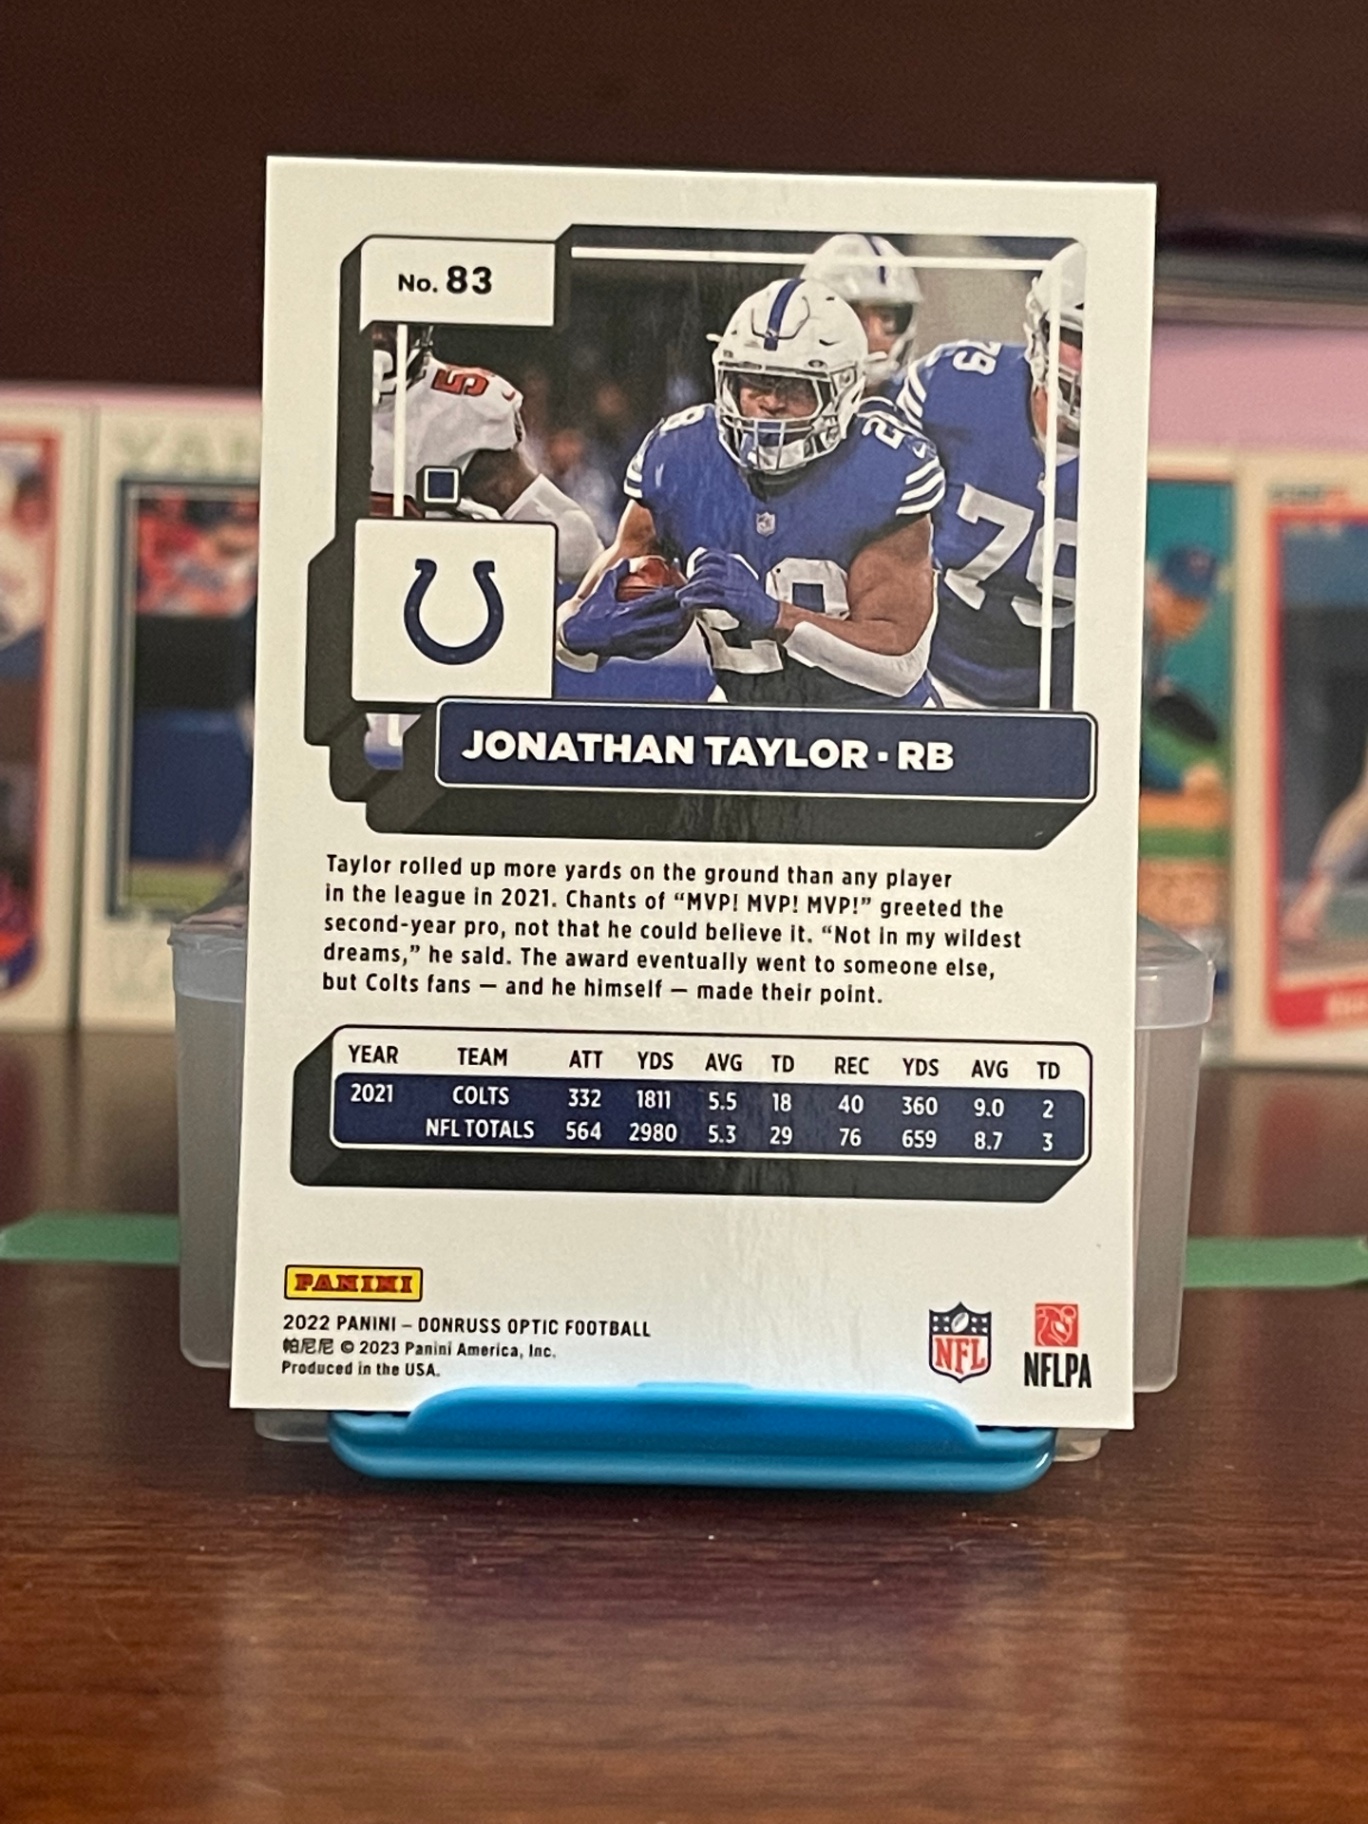 No. 83
5
28
79
79
28
JONATHAN TAYLOR · RB
Taylor rolled up more yards on the ground than any player
in the league in 2021. Chants of “MVP! MVP! MVP!” greeted the
second-year pro, not that he could believe it. “Not in my wildest
dreams,” he said. The award eventually went to someone else,
but Colts fans — and he himself — made their point.
YEAR TEAM ATT YDS AVG TD REC YDS AVG TD
2021 COLTS 332 1811 5.5 18 40 360 9.0 2
NFL TOTALS 564 2980 5.3 29 76 659 8.7 3
PANINI
2022 PANINI – DONRUSS OPTIC FOOTBALL
帕尼尼 © 2023 Panini America, Inc.
Produced in the USA.
NFL
NFLPA